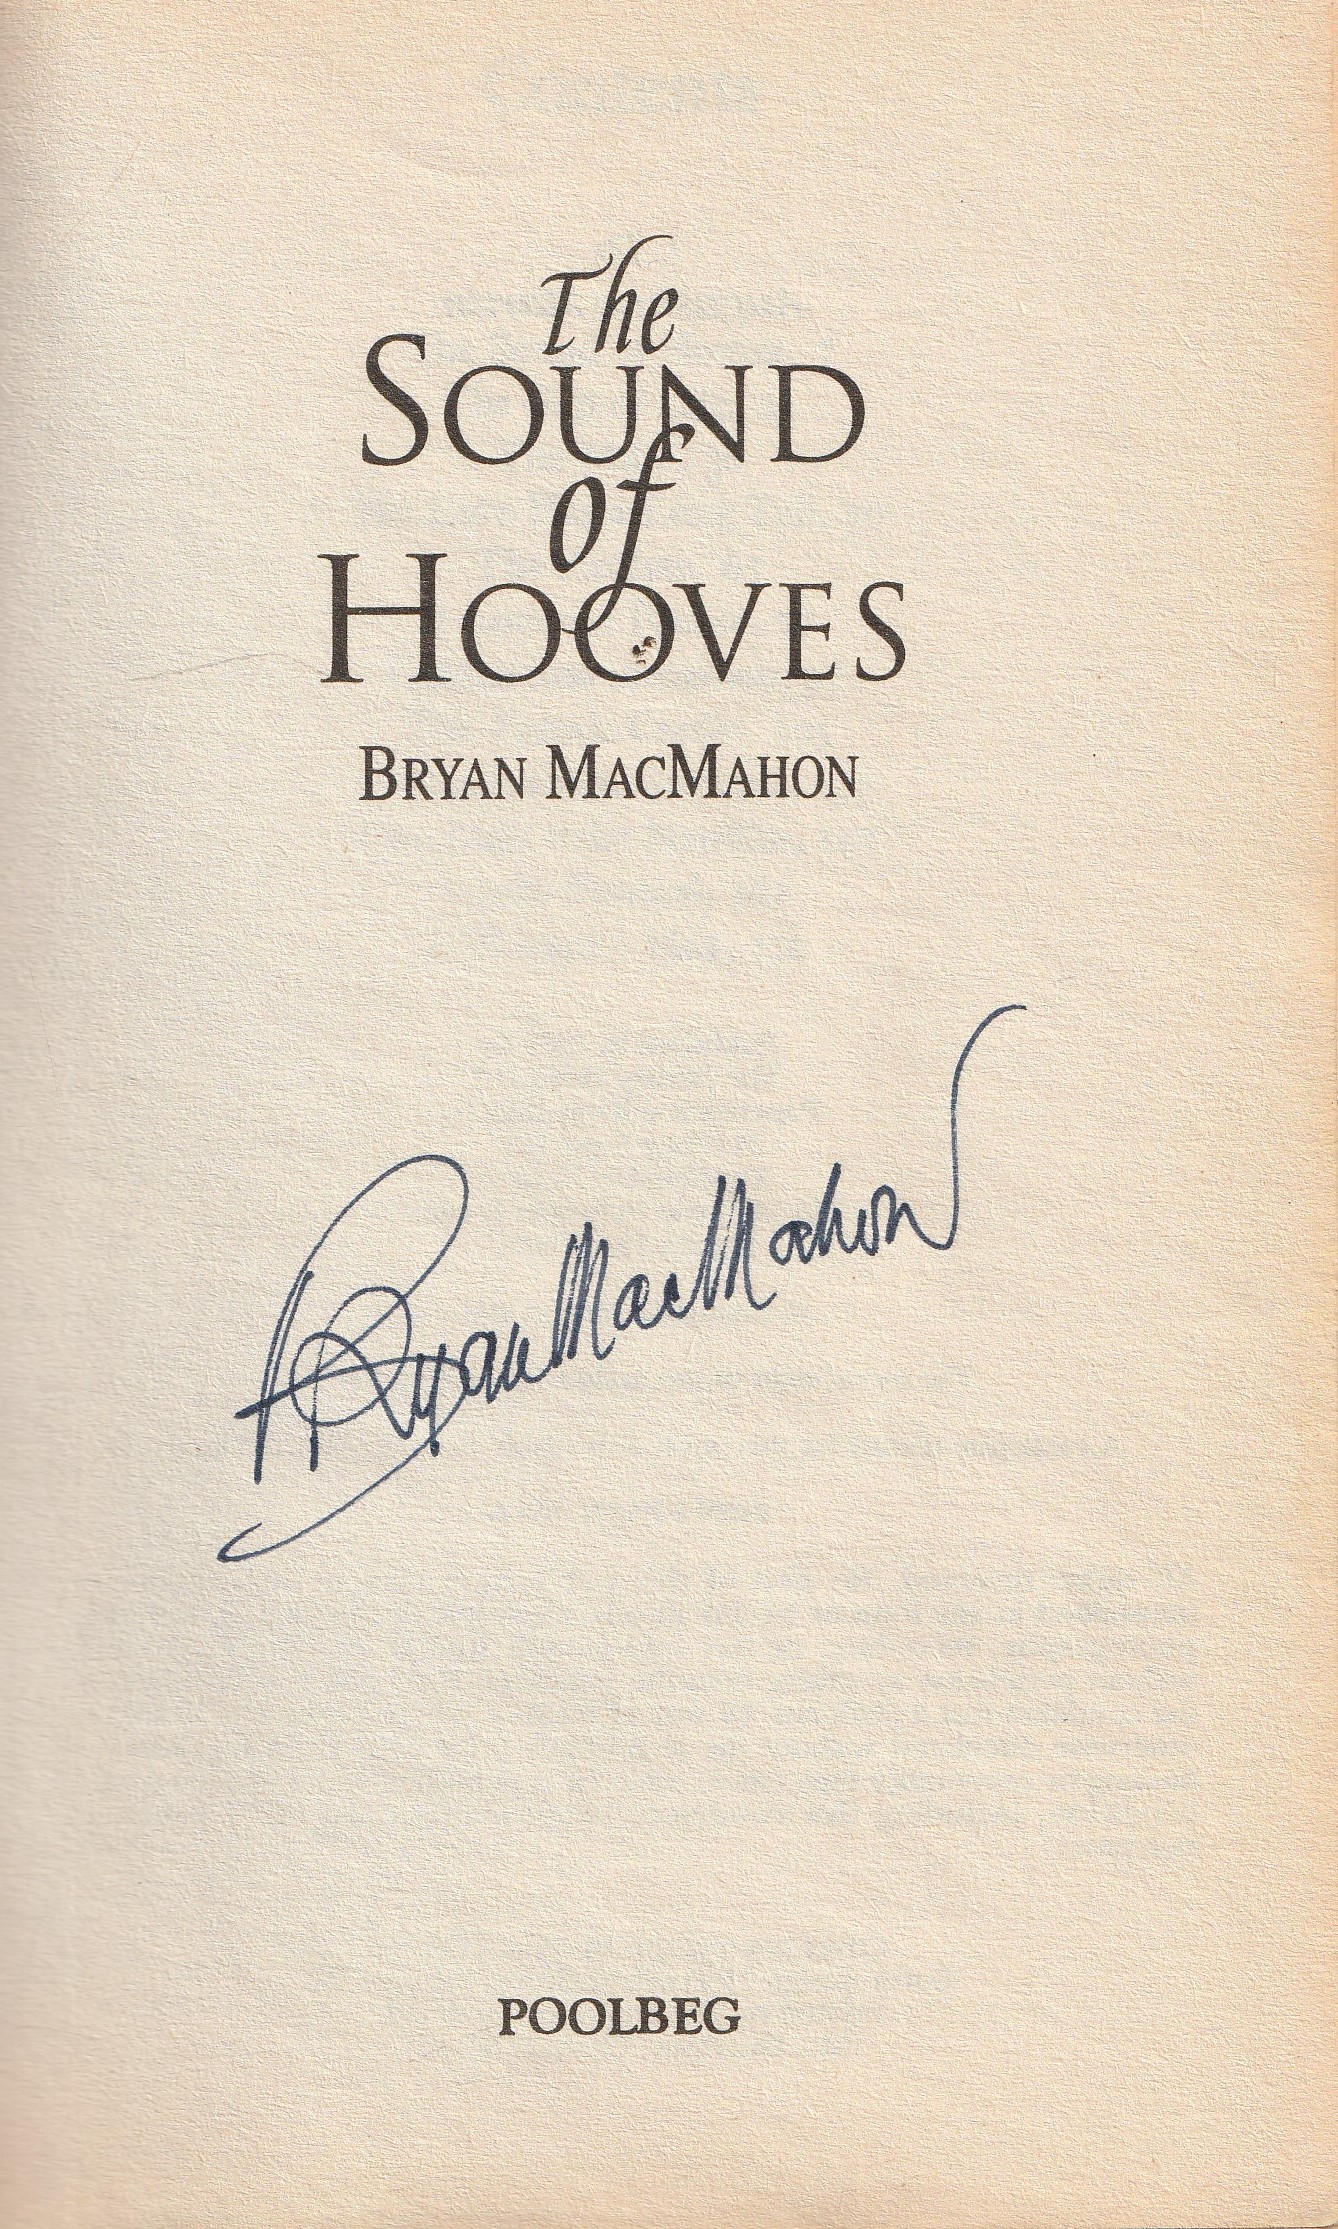 The
SOUND
of
HOOVES
BRYAN MACMAHON
Bryan MacMahon
POOLBEG